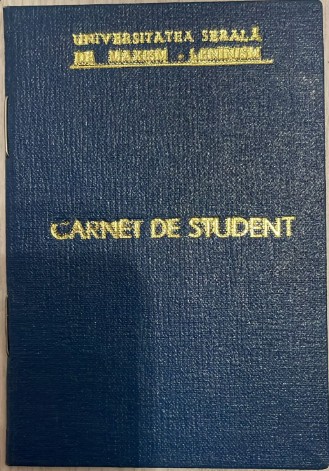 UNIVERSITATEA SERALĂ
DE MARXISM - LENINISM
CARNET DE STUDENT